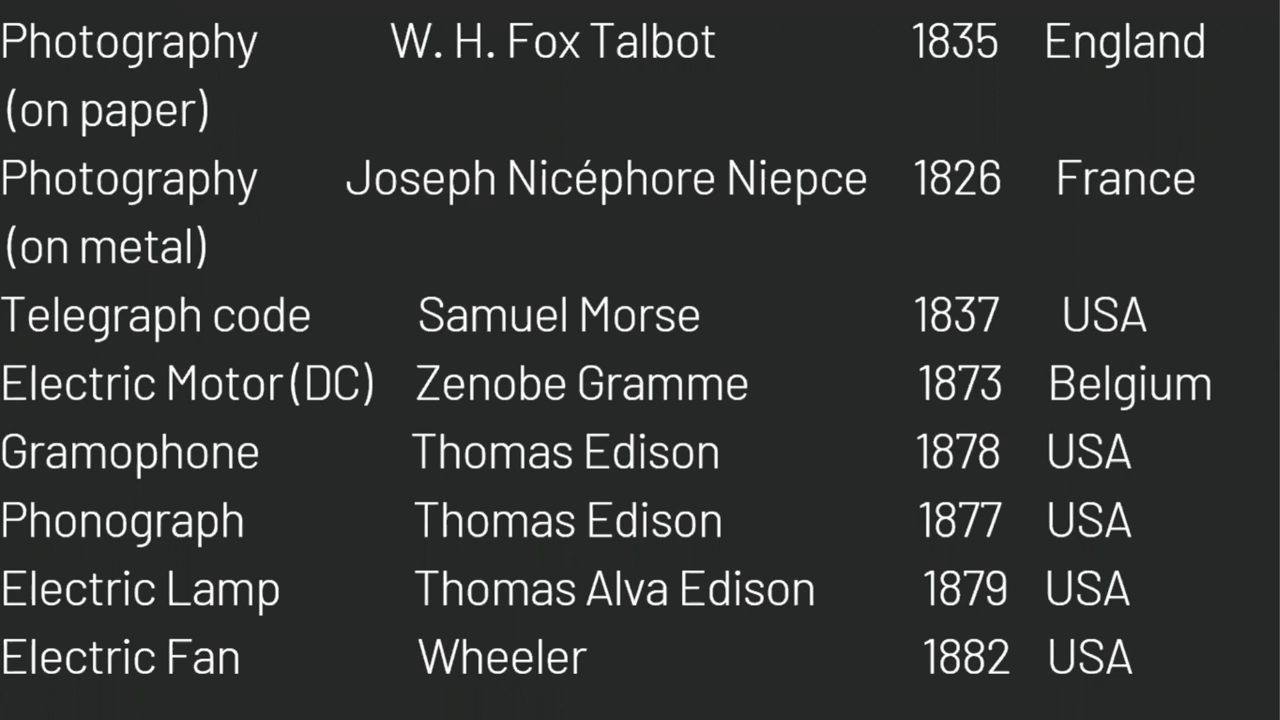 Photography W. H. Fox Talbot 1835 England
(on paper)
Photography Joseph Nicéphore Niepce 1826 France
(on metal)
Telegraph code Samuel Morse 1837 USA
Electric Motor (DC) Zenobe Gramme 1873 Belgium
Gramophone Thomas Edison 1878 USA
Phonograph Thomas Edison 1877 USA
Electric Lamp Thomas Alva Edison 1879 USA
Electric Fan Wheeler 1882 USA